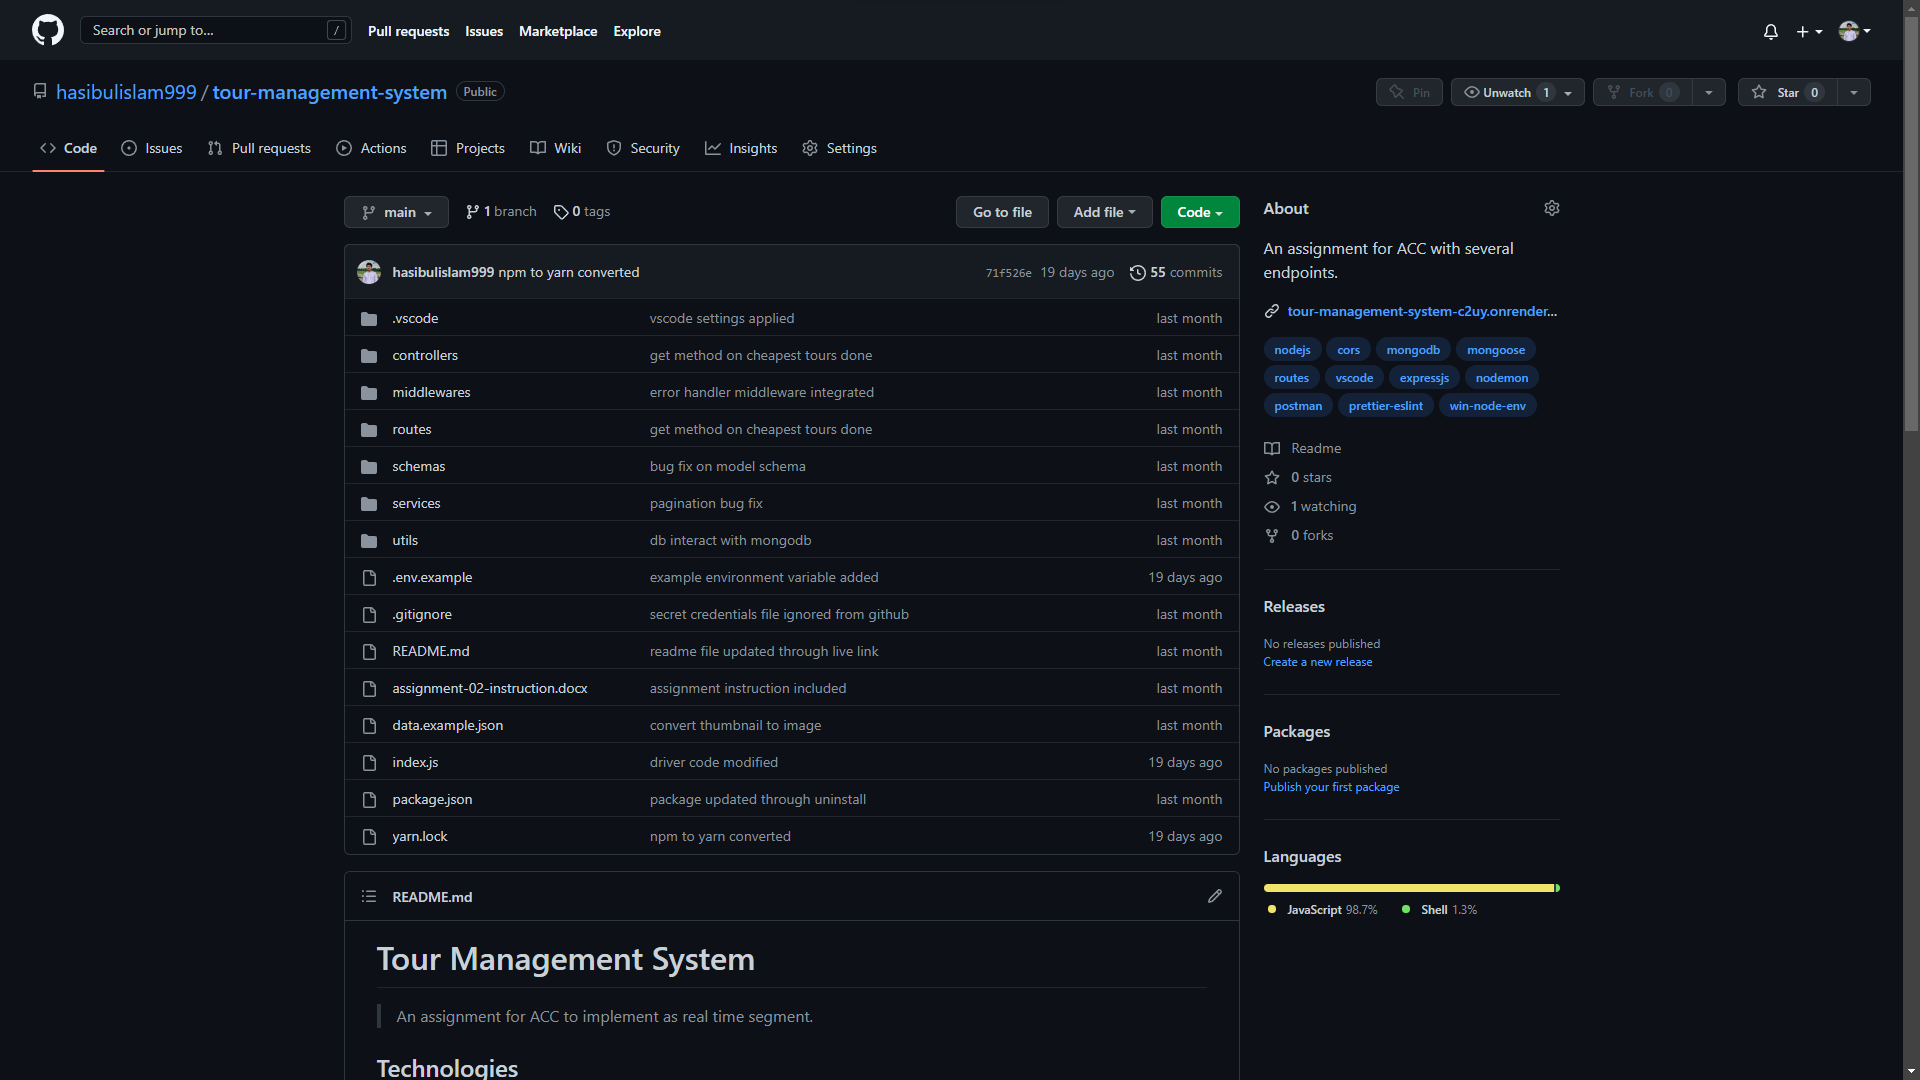 Search or jump to... /
Pull requests Issues Marketplace Explore
hasibulislam999 / tour-management-system Public
Pin Unwatch 1 Fork 0 Star 0
Code Issues Pull requests Actions Projects Wiki Security Insights Settings
main 1 branch 0 tags Go to file Add file Code
hasibulislam999 npm to yarn converted 71f526e 19 days ago 55 commits
.vscode vscode settings applied last month
controllers get method on cheapest tours done last month
middlewares error handler middleware integrated last month
routes get method on cheapest tours done last month
schemas bug fix on model schema last month
services pagination bug fix last month
utils db interact with mongodb last month
.env.example example environment variable added 19 days ago
.gitignore secret credentials file ignored from github last month
README.md readme file updated through live link last month
assignment-02-instruction.docx assignment instruction included last month
data.example.json convert thumbnail to image last month
index.js driver code modified 19 days ago
package.json package updated through uninstall last month
yarn.lock npm to yarn converted 19 days ago
README.md
Tour Management System
An assignment for ACC to implement as real time segment.
Technologies
About
An assignment for ACC with several
endpoints.
tour-management-system-c2uy.onrender...
nodejs cors mongodb mongoose
routes vscode expressjs nodemon
postman prettier-eslint win-node-env
Readme
0 stars
1 watching
0 forks
Releases
No releases published
Create a new release
Packages
No packages published
Publish your first package
Languages
JavaScript 98.7% Shell 1.3%